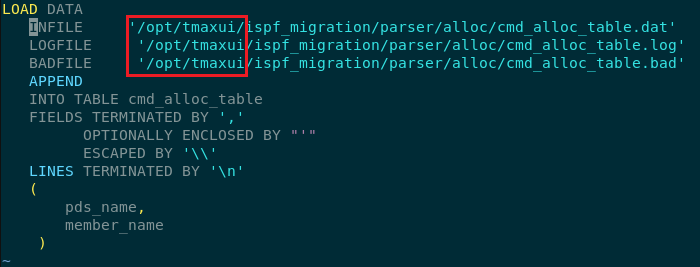 LOAD DATA
INFILE '/opt/tmaxui/ispf_migration/parser/alloc/cmd_alloc_table.dat'
LOGFILE '/opt/tmaxui/ispf_migration/parser/alloc/cmd_alloc_table.log'
BADFILE '/opt/tmaxui/ispf_migration/parser/alloc/cmd_alloc_table.bad'
APPEND
INTO TABLE cmd_alloc_table
FIELDS TERMINATED BY ','
OPTIONALLY ENCLOSED BY "'"
ESCAPED BY '\\'
LINES TERMINATED BY '\n'
(
pds_name,
member_name
)
~